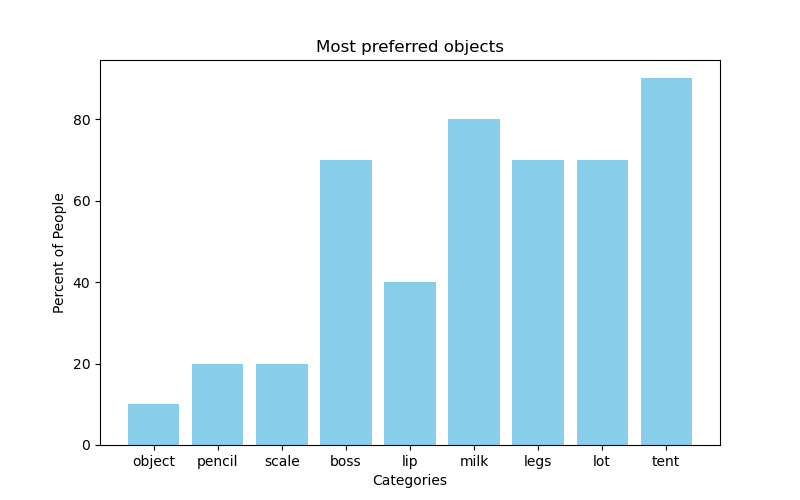 Most preferred objects
Percent of People
80
60
40
20
0
object pencil scale boss lip milk legs lot tent
Categories